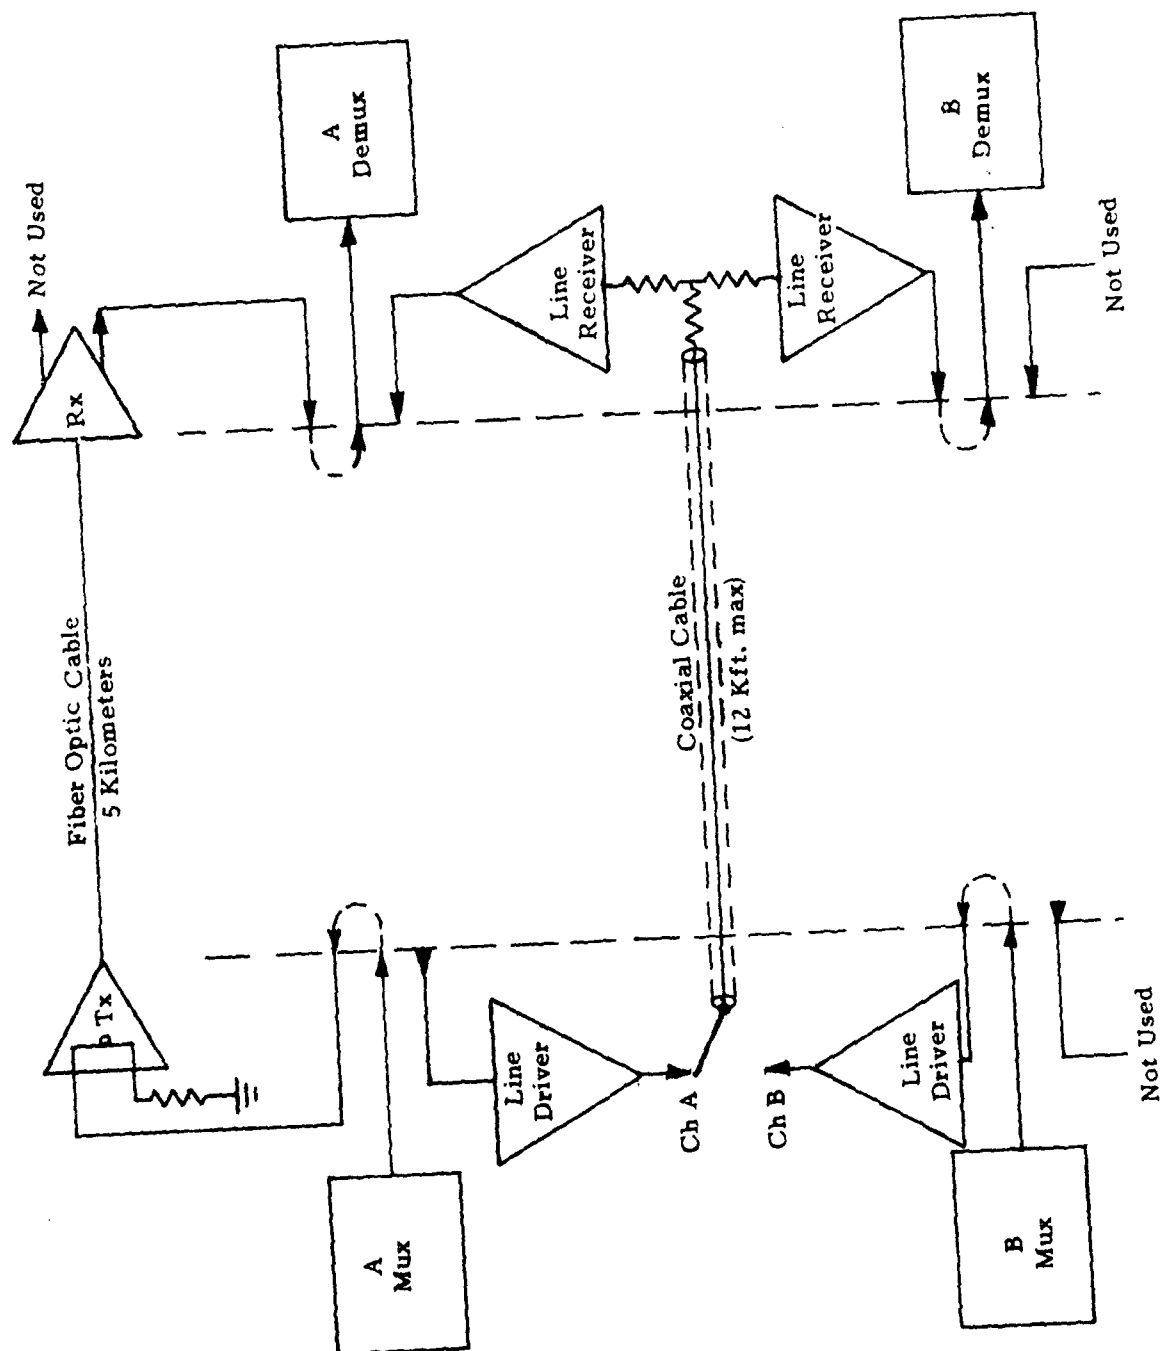 Not Used
Rx
A
Demux
Line
Receiver
Line
Receiver
B
Demux
Not Used
Fiber Optic Cable
5 Kilometers
Coaxial Cable
(12 Kft. max)
Tx
A
Mux
Line
Driver
Ch A
Ch B
Line
Driver
B
Mux
Not Used